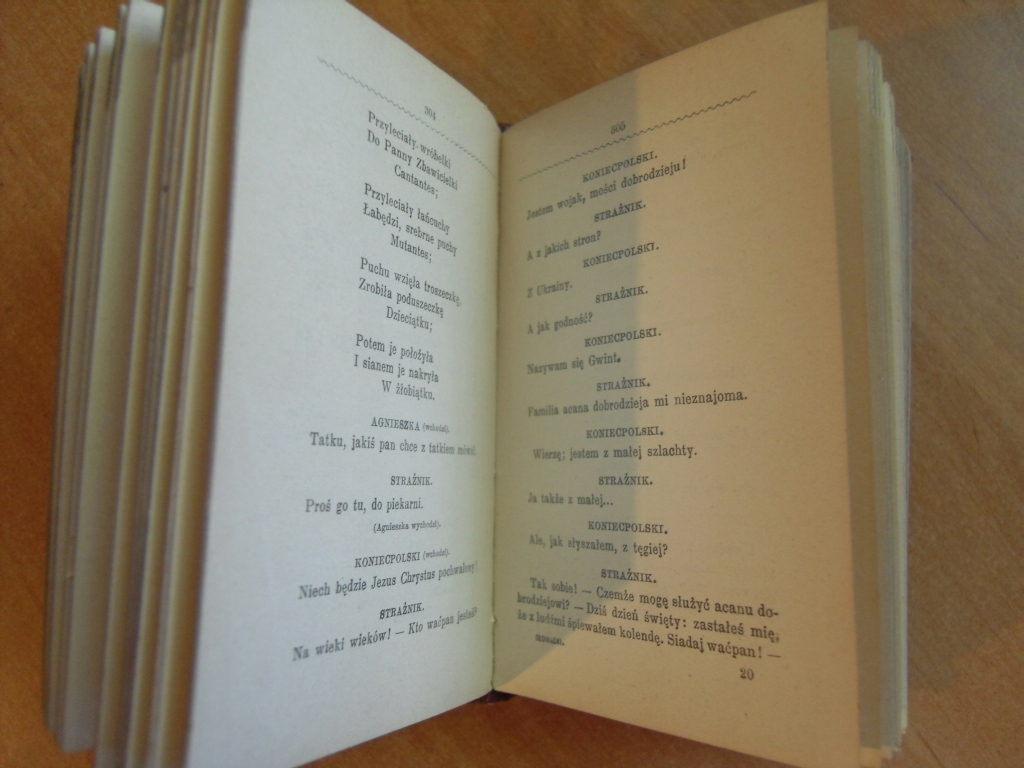 304
Przyleciały wróbelki
Do Panny Zbawicielki
Cantantes;
Przyleciały łańcuchy
Łabędzi, srebrne puchy
Mutantes;
Puchu wzięła troszeczkę,
Zrobiła poduszeczkę
Dzieciątku;
Potem je położyła
I sianem je nakryła
W żłobiątku.
AGNIESZKA (wchodzi).
Tatku, jakiś pan chce z tatkiem mówić.
STRAŻNIK.
Proś go tu, do piekarni.
(Agnieszka wychodzi).
KONIECPOLSKI (wchodzi).
Niech będzie Jezus Chrystus pochwalony!
STRAŻNIK.
Na wieki wieków! — Kto waćpan jesteś?
305
KONIECPOLSKI.
Jestem wojak, mości dobrodzieju!
STRAŻNIK.
A z jakich stron?
KONIECPOLSKI.
Z Ukrainy.
STRAŻNIK.
A jak godność?
KONIECPOLSKI.
Nazywam się Gwint.
STRAŻNIK.
Familia acana dobrodzieja mi nieznajoma.
KONIECPOLSKI.
Wierzę; jestem z małej szlachty.
STRAŻNIK.
Ja także z małej...
KONIECPOLSKI.
Ale, jak słyszałem, z tęgiej?
STRAŻNIK.
Tak sobie! — Czemże mogę służyć acanu do-
brodziejowi? — Dziś dzień święty: zastałeś mię,
że z ludźmi śpiewałem kolendę. Siadaj waćpan! —
20